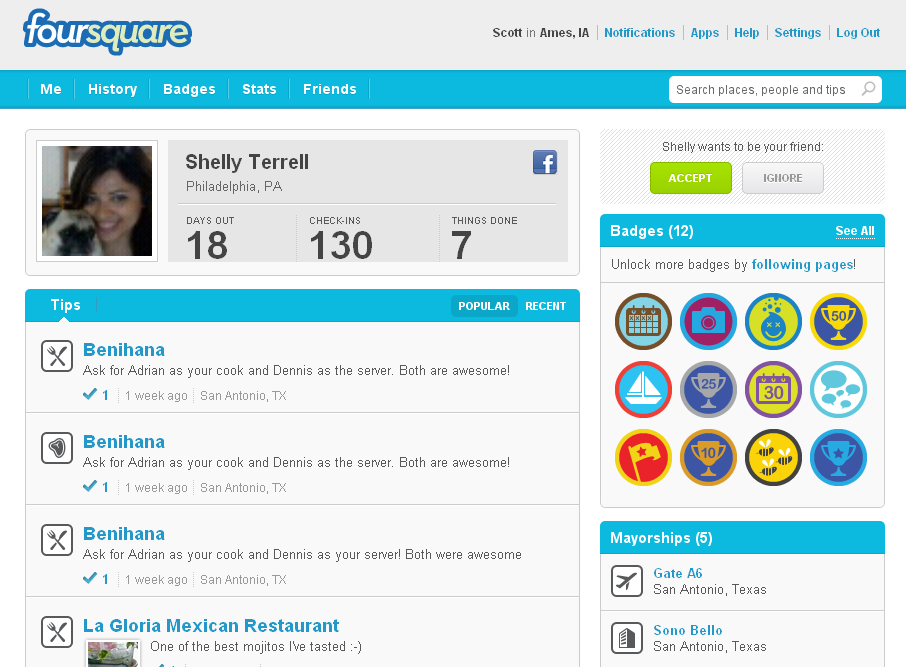 foursquare
Scott in Ames, IA Notifications Apps Help Settings Log Out
Me History Badges Stats Friends Search places, people and tips
Shelly Terrell
Philadelphia, PA
DAYS OUT CHECK-INS THINGS DONE
18 130 7
Tips POPULAR RECENT
Benihana
Ask for Adrian as your cook and Dennis as the server. Both are awesome!
1 1 week ago San Antonio, TX
Benihana
Ask for Adrian as your cook and Dennis as the server. Both are awesome!
1 1 week ago San Antonio, TX
Benihana
Ask for Adrian as your cook and Dennis as your server! Both were awesome
1 1 week ago San Antonio, TX
La Gloria Mexican Restaurant
One of the best mojitos I've tasted :-)
Shelly wants to be your friend:
ACCEPT IGNORE
Badges (12) See All
Unlock more badges by following pages!
50
25 30
10
Mayorships (5)
Gate A6
San Antonio, Texas
Sono Bello
San Antonio, Texas